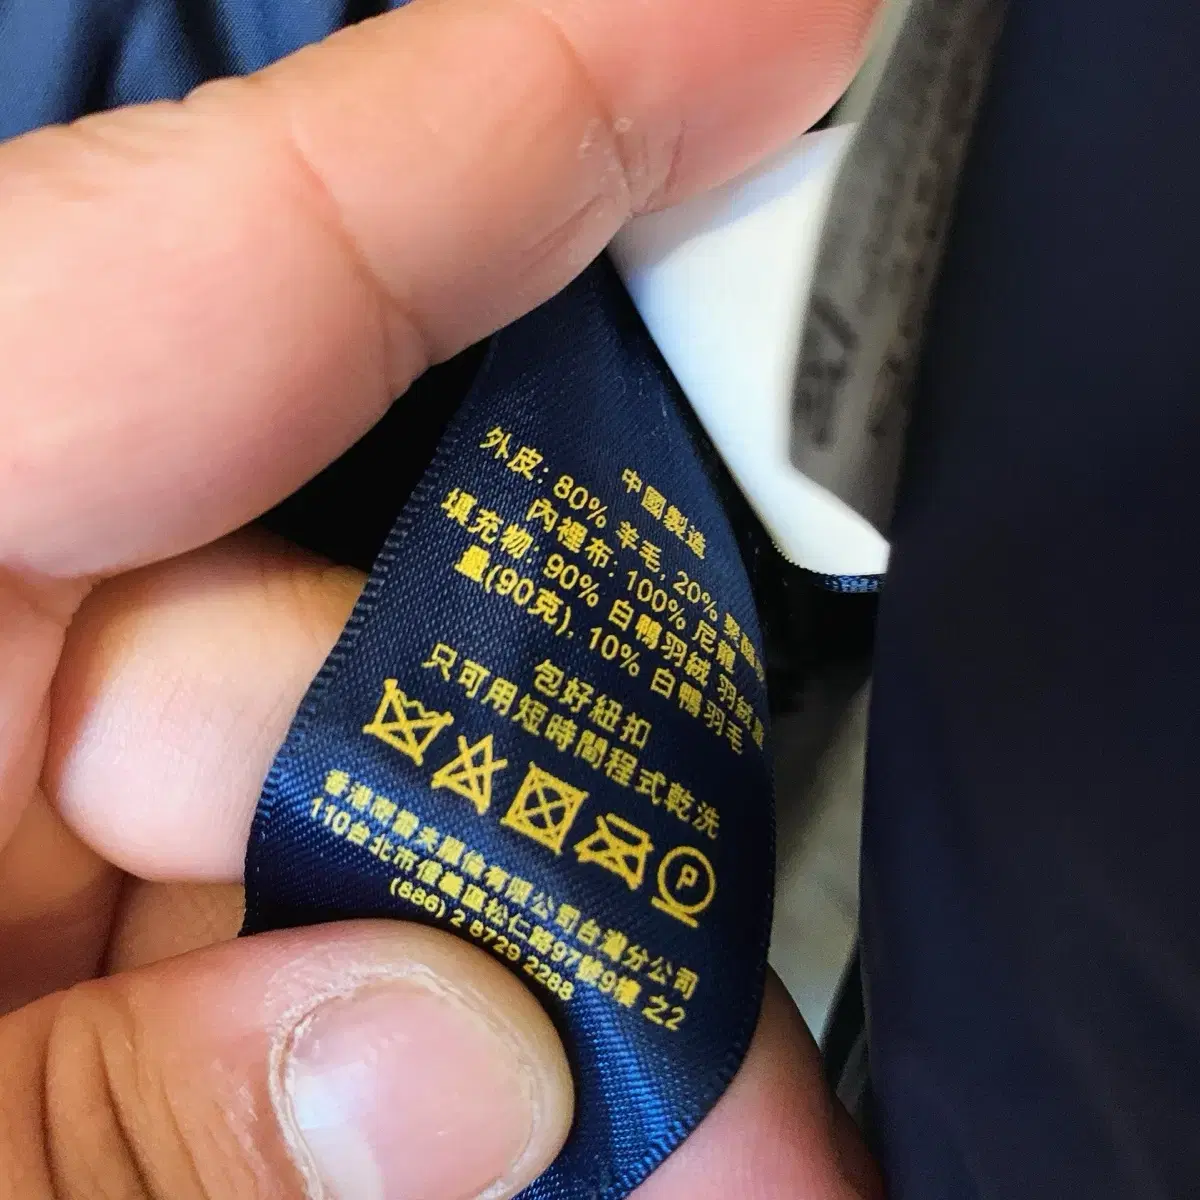 中國製造
外皮: 80% 羊毛, 20% 聚酯
內裡布: 100% 尼龍
填充物: 90% 白鴨羽絨 羽絨
量(90克), 10% 白鴨羽毛
包好紐扣
只可用短時間程式乾洗
P
香港商雷夫羅倫有限公司台灣分公司
110台北市信義區松仁路97號9樓 之2
(886) 2 8729 2288